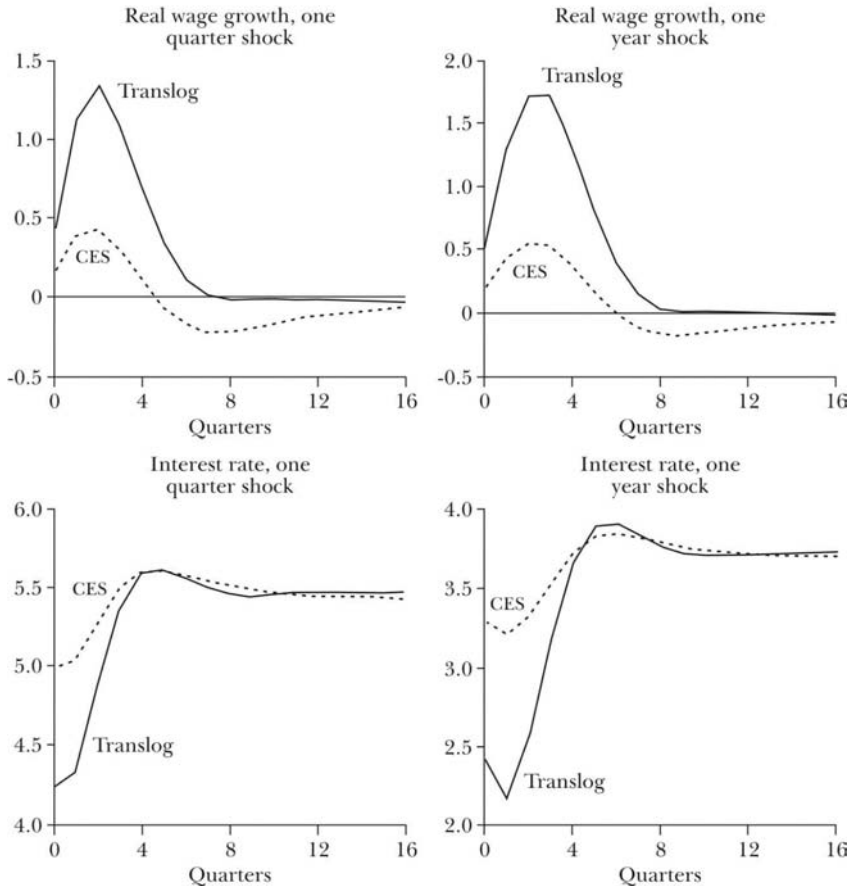 Real wage growth, one
quarter shock
1.5
1.0
0.5
0
-0.5
Translog
CES
0 4 8 12 16
Quarters
Real wage growth, one
year shock
2.0
1.5
1.0
0.5
0
-0.5
Translog
CES
0 4 8 12 16
Quarters
Interest rate, one
quarter shock
6.0
5.5
5.0
4.5
4.0
CES
Translog
0 4 8 12 16
Quarters
Interest rate, one
year shock
4.0
3.5
3.0
2.5
2.0
CES
Translog
0 4 8 12 16
Quarters